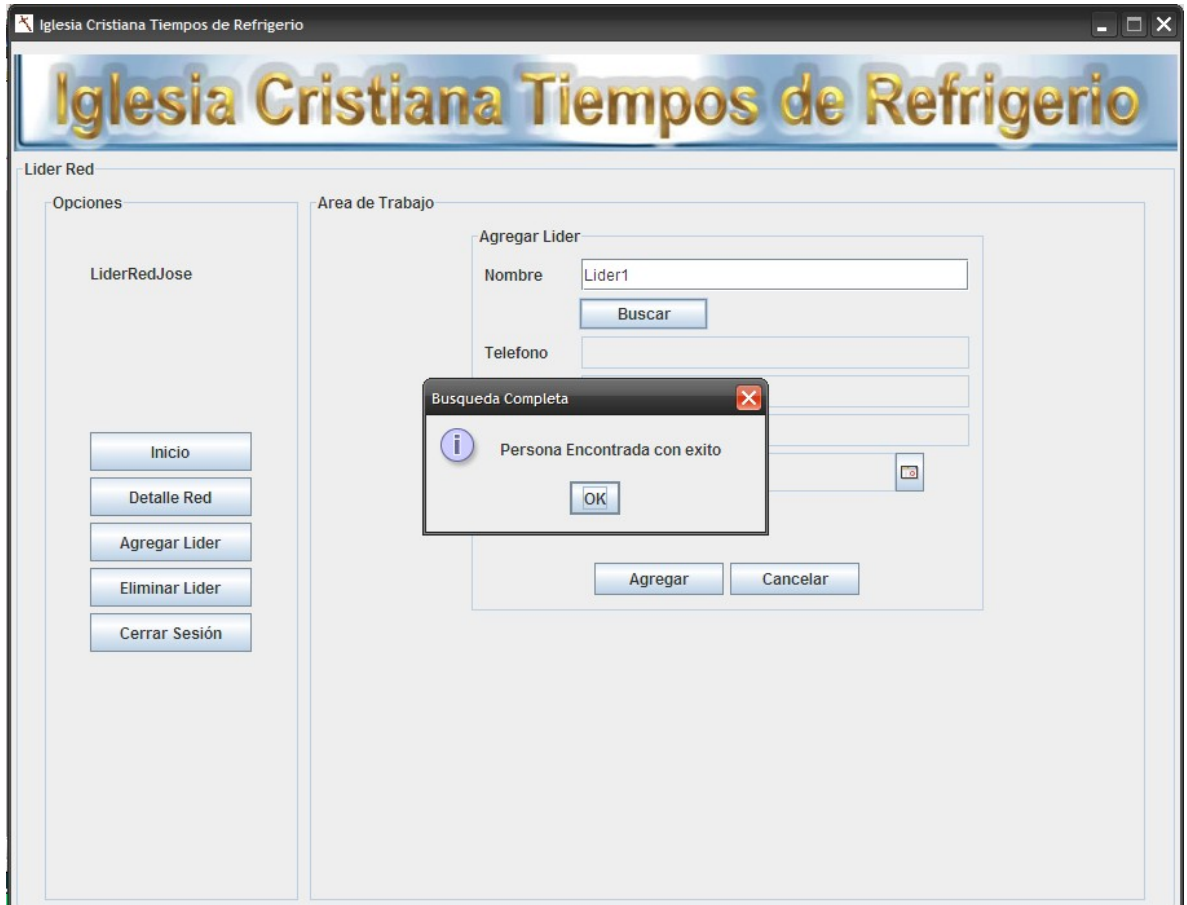 Iglesia Cristiana Tiempos de Refrigerio
Iglesia Cristiana Tiempos de Refrigerio
Lider Red
Opciones
LiderRedJose
Inicio
Detalle Red
Agregar Lider
Eliminar Lider
Cerrar Sesión
Area de Trabajo
Agregar Lider
Nombre Lider1
Buscar
Telefono
Busqueda Completa
i
Persona Encontrada con exito
OK
Agregar Cancelar